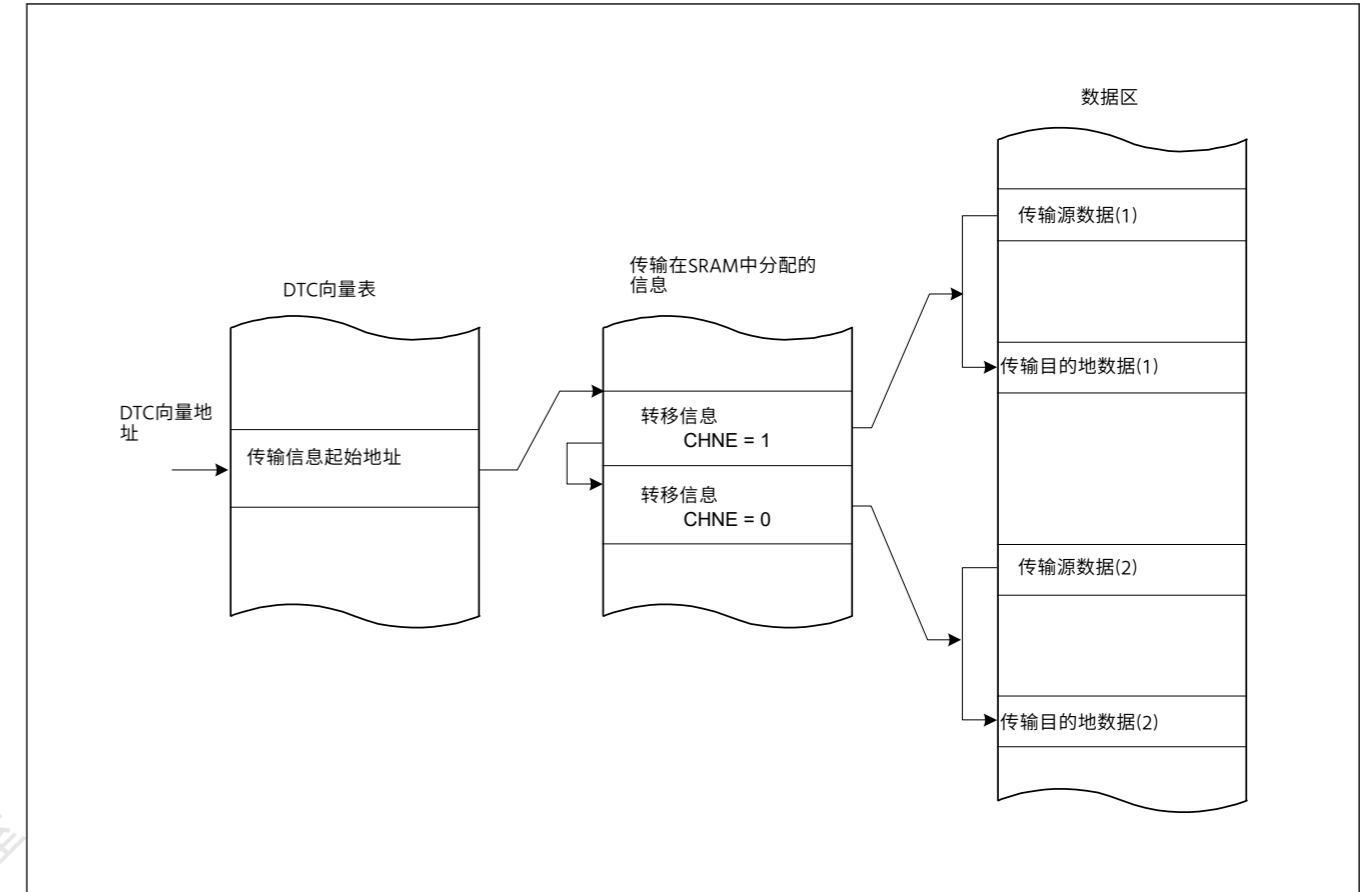 数据区
传输源数据(1)
传输在SRAM中分配的
信息
DTC向量表
传输目的地数据(1)
DTC向量地
址
转移信息
CHNE = 1
传输信息起始地址
转移信息
CHNE = 0
传输源数据(2)
传输目的地数据(2)